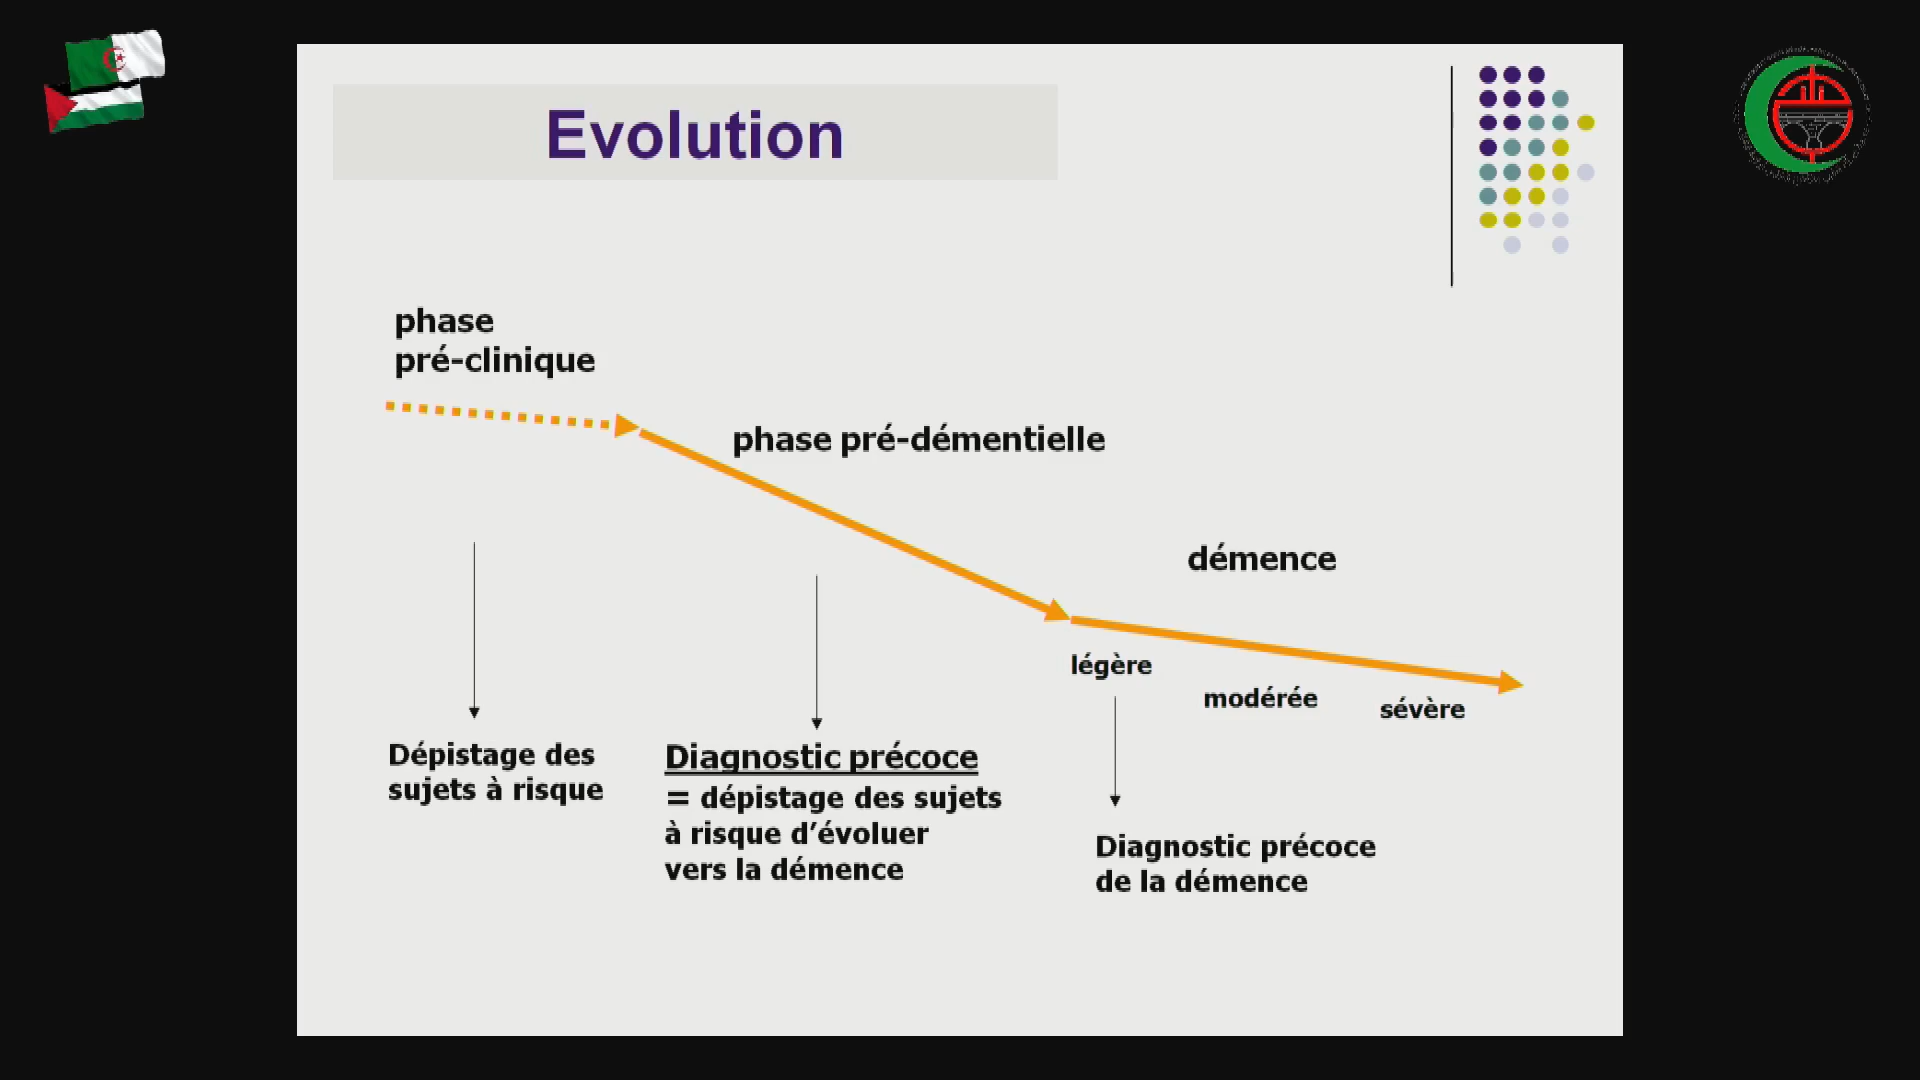 Evolution
phase
pré-clinique
phase pré-démentielle
démence
légère
modérée
sévère
Dépistage des
sujets à risque
Diagnostic précoce
= dépistage des sujets
à risque d’évoluer
vers la démence
Diagnostic précoce
de la démence